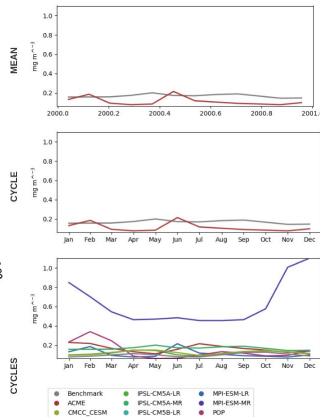 MEAN
mg m^-3
1.0
0.8
0.6
0.4
0.2
2000.0 2000.2 2000.4 2000.6 2000.8 2001.
CYCLE
mg m^-3
1.0
0.8
0.6
0.4
0.2
Jan Feb Mar Apr May Jun Jul Aug Sep Oct Nov Dec
CYCLES
mg m^-3
1.0
0.8
0.6
0.4
0.2
Jan Feb Mar Apr May Jun Jul Aug Sep Oct Nov Dec
Benchmark IPSL-CM5A-LR MPI-ESM-LR
ACME IPSL-CM5A-MR MPI-ESM-MR
CMCC_CESM IPSL-CM5B-LR POP